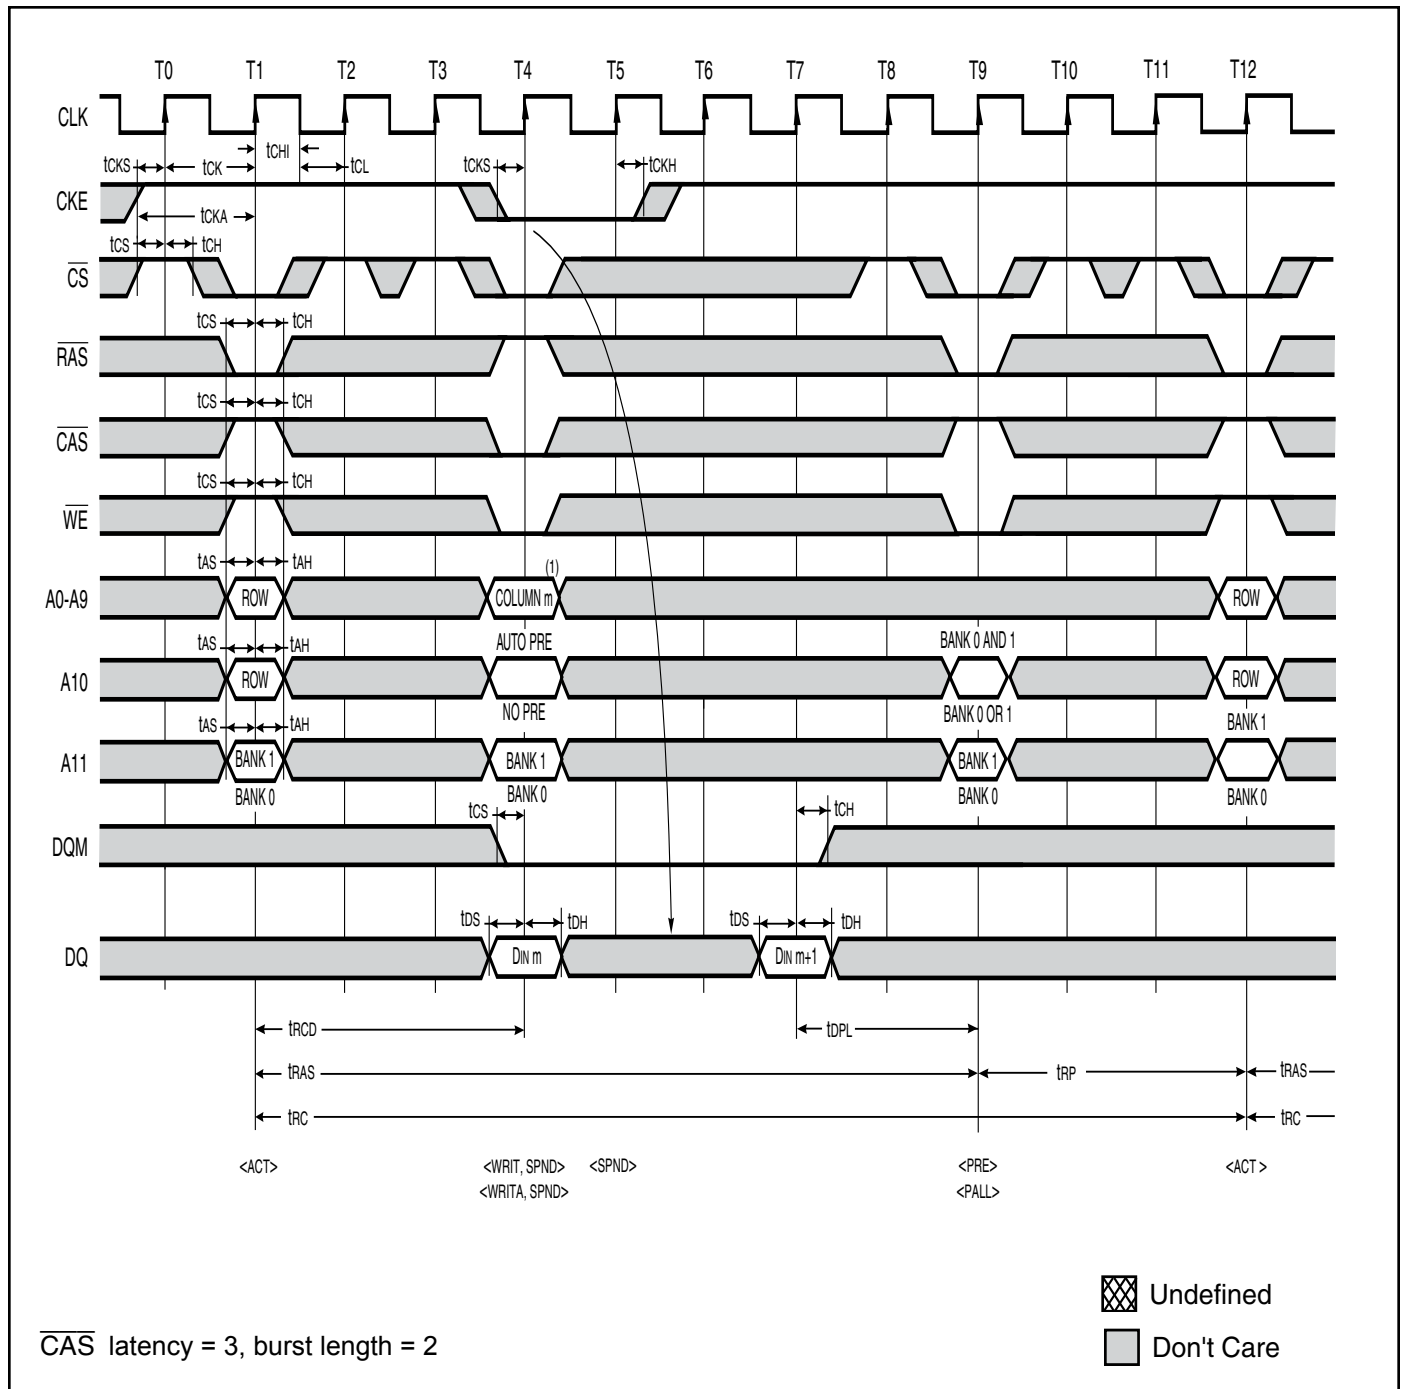 T0 T1 T2 T3 T4 T5 T6 T7 T8 T9 T10 T11 T12
CLK
tCHI
tCKS tCK tCL tCKS tCKH
CKE
tCKA
tCS tCH
CS
tCS tCH
RAS
tCS tCH
CAS
tCS tCH
WE
tAS tAH (1)
A0-A9 ROW COLUMN m ROW
tAS tAH AUTO PRE BANK 0 AND 1
A10 ROW ROW
NO PRE BANK 0 OR 1 BANK 1
tAS tAH
A11 BANK 1 BANK 1 BANK 1
BANK 0 BANK 0 BANK 0 BANK 0
tCS tCH
DQM
tDS tDH tDS tDH
DQ DIN m DIN m+1
tRCD tDPL
tRAS tRP tRAS
tRC tRC
<ACT> <WRIT, SPND> <SPND> <PRE> <ACT >
<WRITA, SPND> <PALL>
Undefined
CAS latency = 3, burst length = 2 Don't Care